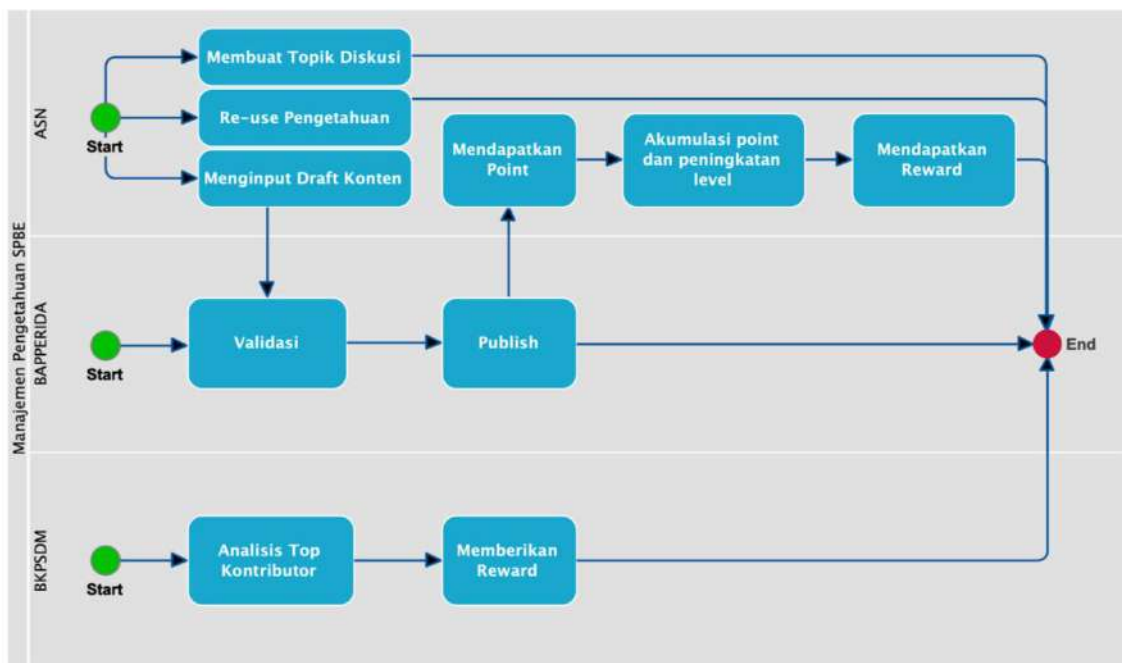 Manajemen Pengetahuan SPBE
ASN
Start
Membuat Topik Diskusi
Re-use Pengetahuan
Menginput Draft Konten
Mendapatkan
Point
Akumulasi point
dan peningkatan
level
Mendapatkan
Reward
BAPPERIDA
Start
Validasi
Publish
End
BKPSDM
Start
Analisis Top
Kontributor
Memberikan
Reward